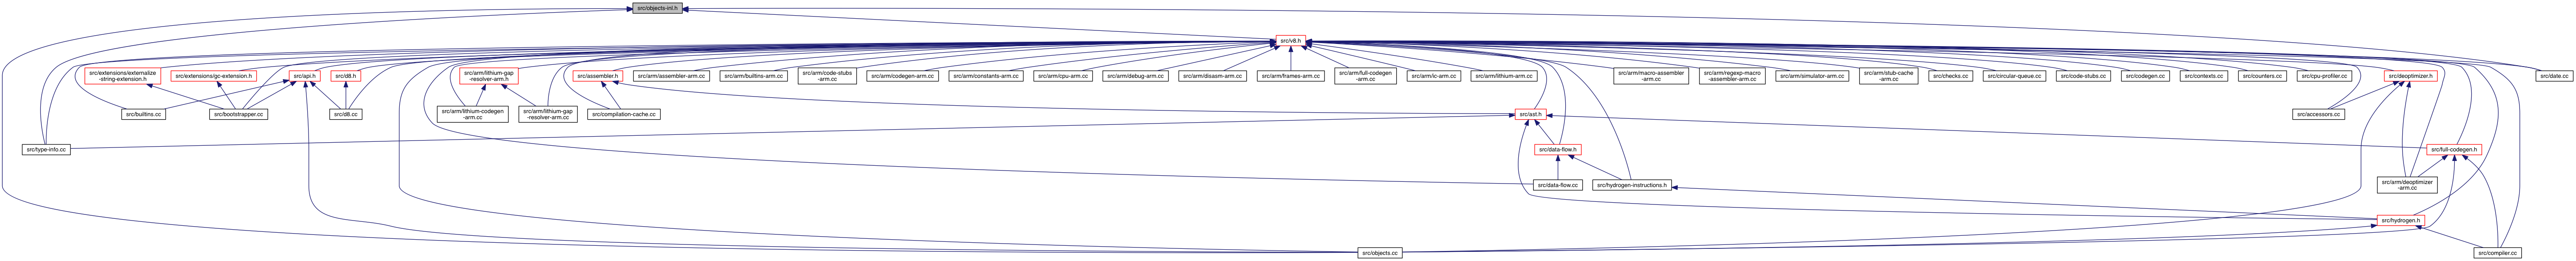 src/objects-inl.h
src/v8.h
src/extensions/externalize
-string-extension.h
src/extensions/gc-extension.h
src/api.h
src/d8.h
src/arm/lithium-gap
-resolver-arm.h
src/assembler.h
src/arm/assembler-arm.cc
src/arm/builtins-arm.cc
src/arm/code-stubs
-arm.cc
src/arm/codegen-arm.cc
src/arm/constants-arm.cc
src/arm/cpu-arm.cc
src/arm/debug-arm.cc
src/arm/disasm-arm.cc
src/arm/frames-arm.cc
src/arm/full-codegen
-arm.cc
src/arm/ic-arm.cc
src/arm/lithium-arm.cc
src/arm/macro-assembler
-arm.cc
src/arm/regexp-macro
-assembler-arm.cc
src/arm/simulator-arm.cc
src/arm/stub-cache
-arm.cc
src/checks.cc
src/circular-queue.cc
src/code-stubs.cc
src/codegen.cc
src/contexts.cc
src/counters.cc
src/cpu-profiler.cc
src/deoptimizer.h
src/date.cc
src/builtins.cc
src/bootstrapper.cc
src/d8.cc
src/arm/lithium-codegen
-arm.cc
src/arm/lithium-gap
-resolver-arm.cc
src/compilation-cache.cc
src/ast.h
src/accessors.cc
src/type-info.cc
src/data-flow.h
src/full-codegen.h
src/data-flow.cc
src/hydrogen-instructions.h
src/arm/deoptimizer
-arm.cc
src/hydrogen.h
src/objects.cc
src/compiler.cc